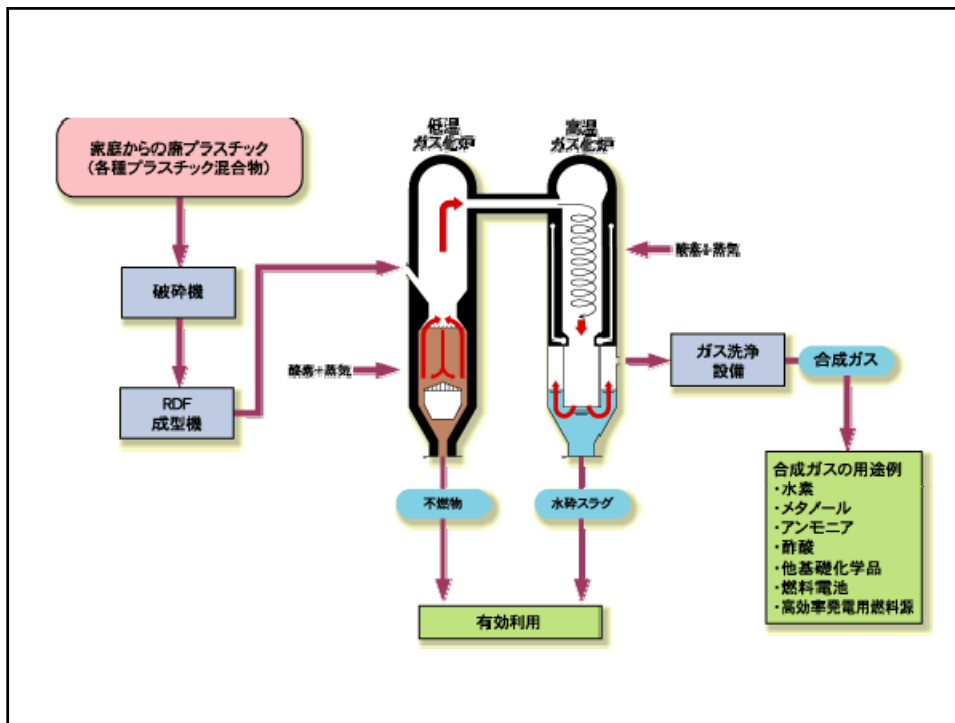 家庭からの廃プラスチック
（各種プラスチック混合物）
破砕機
RDF
成型機
低温
ガス化炉
高温
ガス化炉
酸素+蒸気
酸素+蒸気
不燃物
水砕スラグ
有効利用
ガス洗浄
設備
合成ガス
合成ガスの用途例
・水素
・メタノール
・アンモニア
・酢酸
・他基礎化学品
・燃料電池
・高効率発電用燃料源